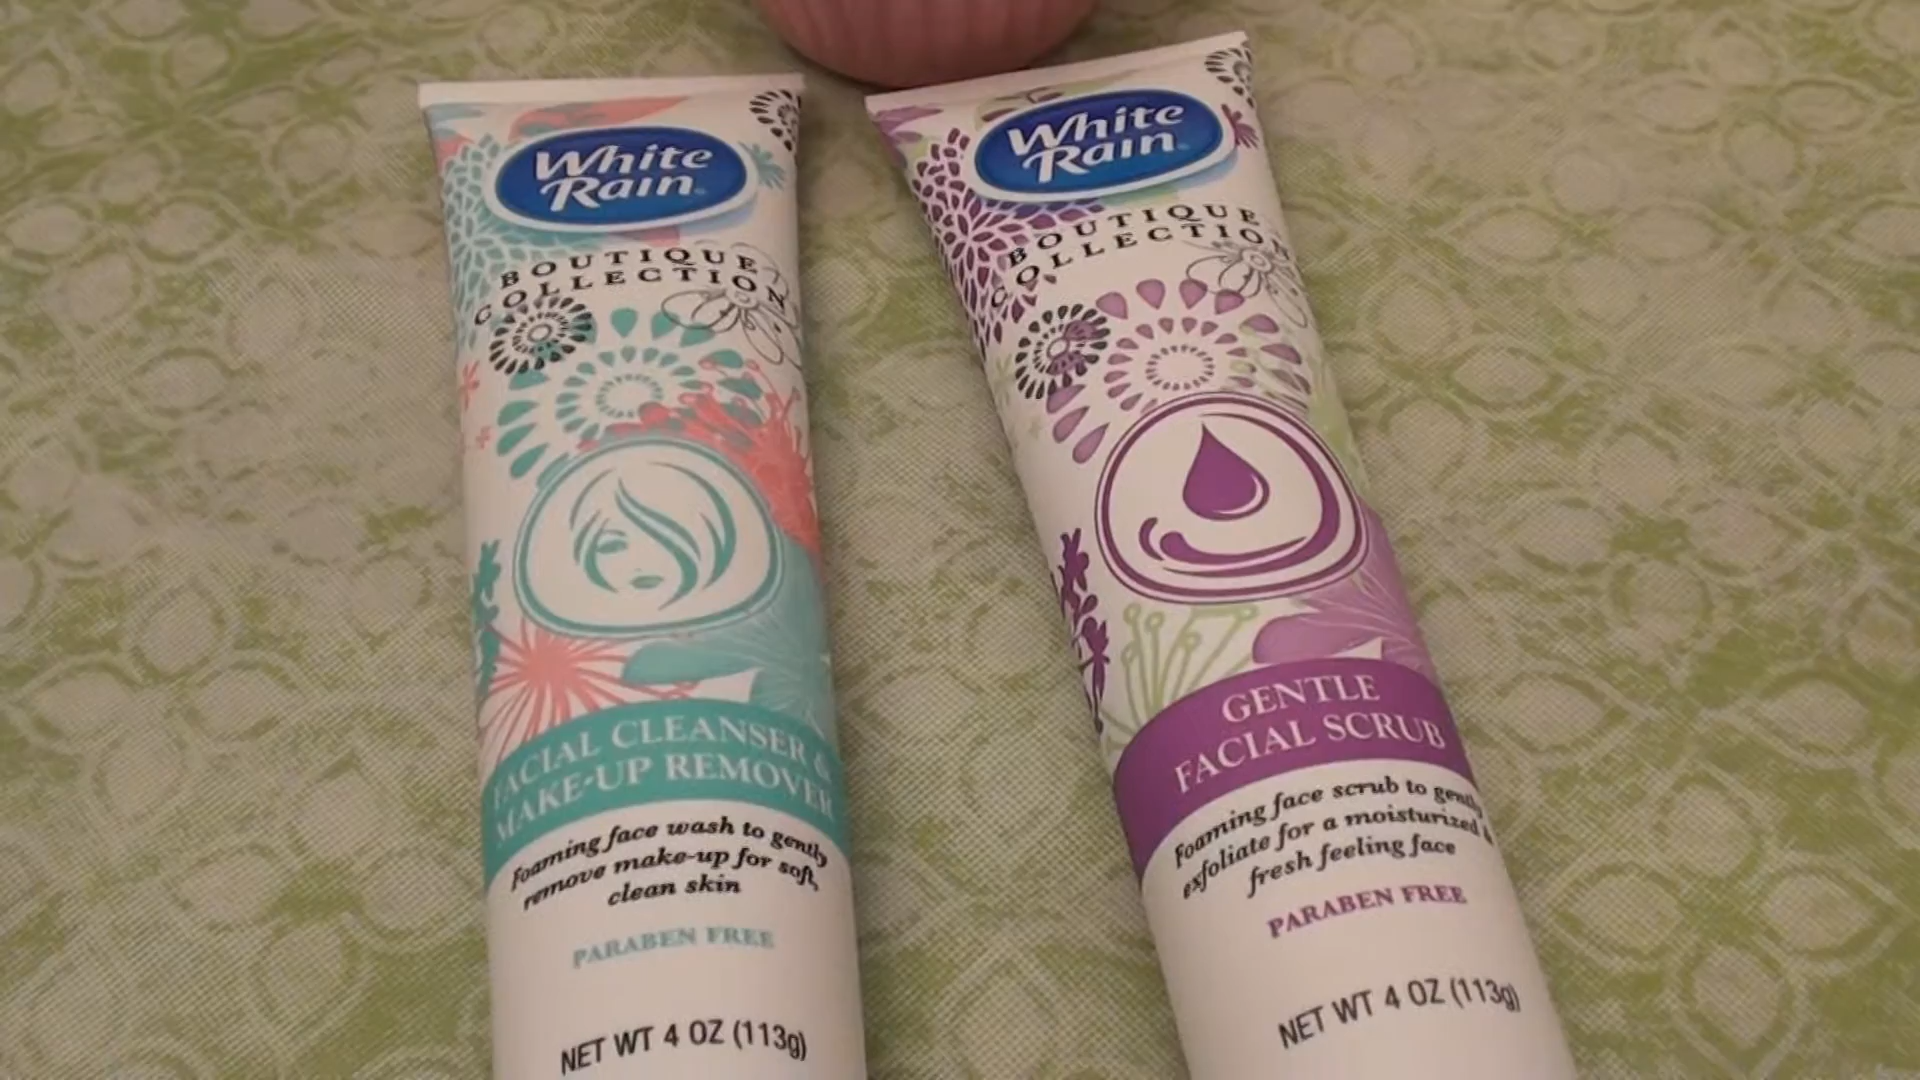 White
Rain
BOUTIQUE
COLLECTION
FACIAL CLEANSER &
MAKE-UP REMOVER
Foaming face wash to gently
remove make-up for soft,
clean skin
PARABEN FREE
NET WT 4 OZ (113g)
White
Rain
BOUTIQUE
COLLECTION
GENTLE
FACIAL SCRUB
Foaming face scrub to gently
exfoliate for a moisturized &
fresh feeling face
PARABEN FREE
NET WT 4 OZ (113g)